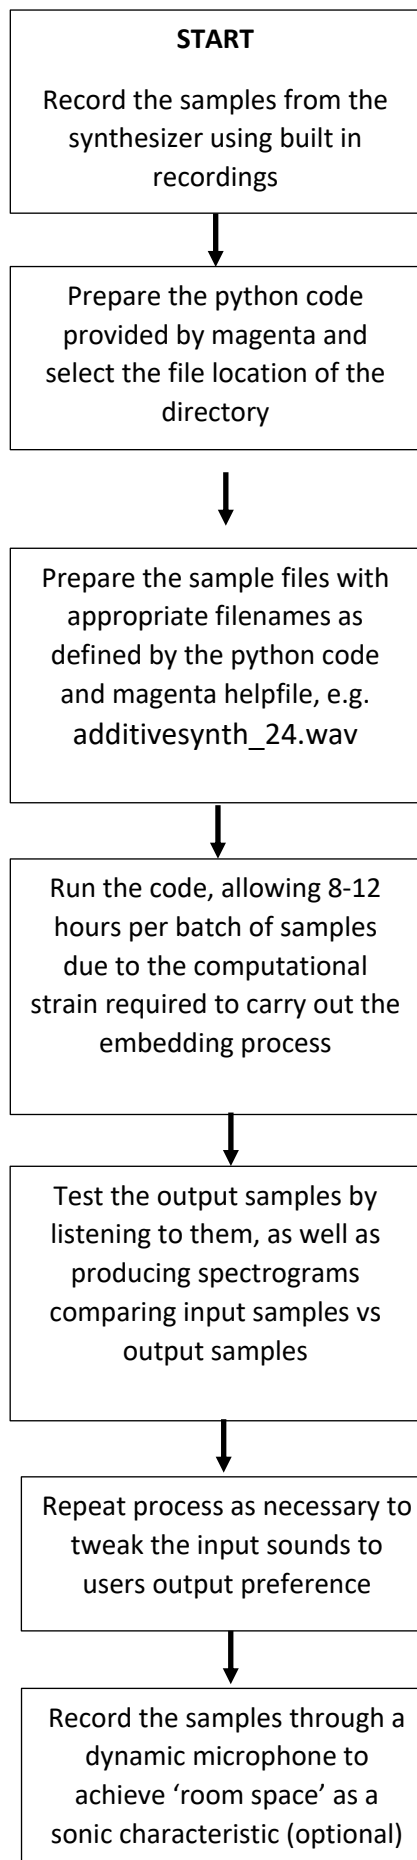 START
Record the samples from the
synthesizer using built in
recordings
Prepare the python code
provided by magenta and
select the file location of the
directory
Prepare the sample files with
appropriate filenames as
defined by the python code
and magenta helpfile, e.g.
additivesynth_24.wav
Run the code, allowing 8-12
hours per batch of samples
due to the computational
strain required to carry out the
embedding process
Test the output samples by
listening to them, as well as
producing spectrograms
comparing input samples vs
output samples
Repeat process as necessary to
tweak the input sounds to
users output preference
Record the samples through a
dynamic microphone to
achieve ‘room space’ as a
sonic characteristic (optional)